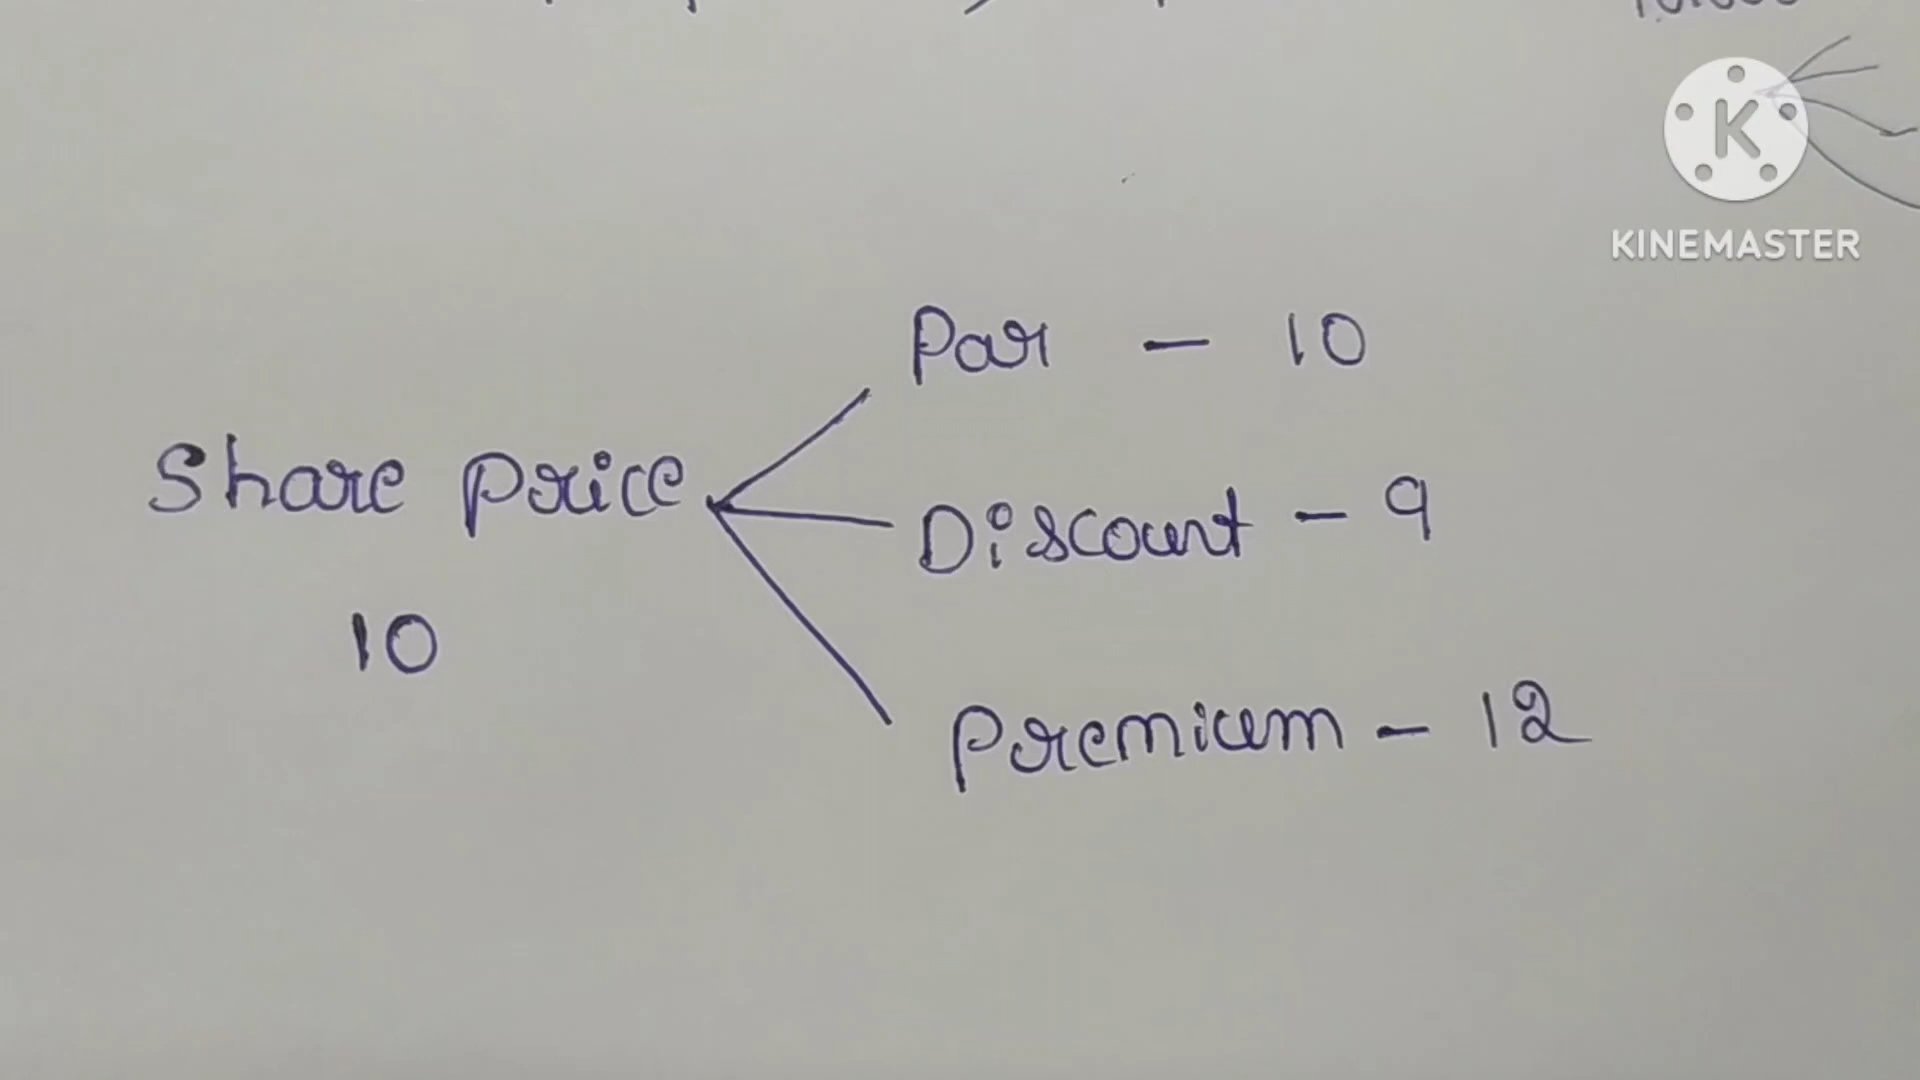 KINEMASTER
Par - 10
Share price
Discount - 9
10
Premium - 12